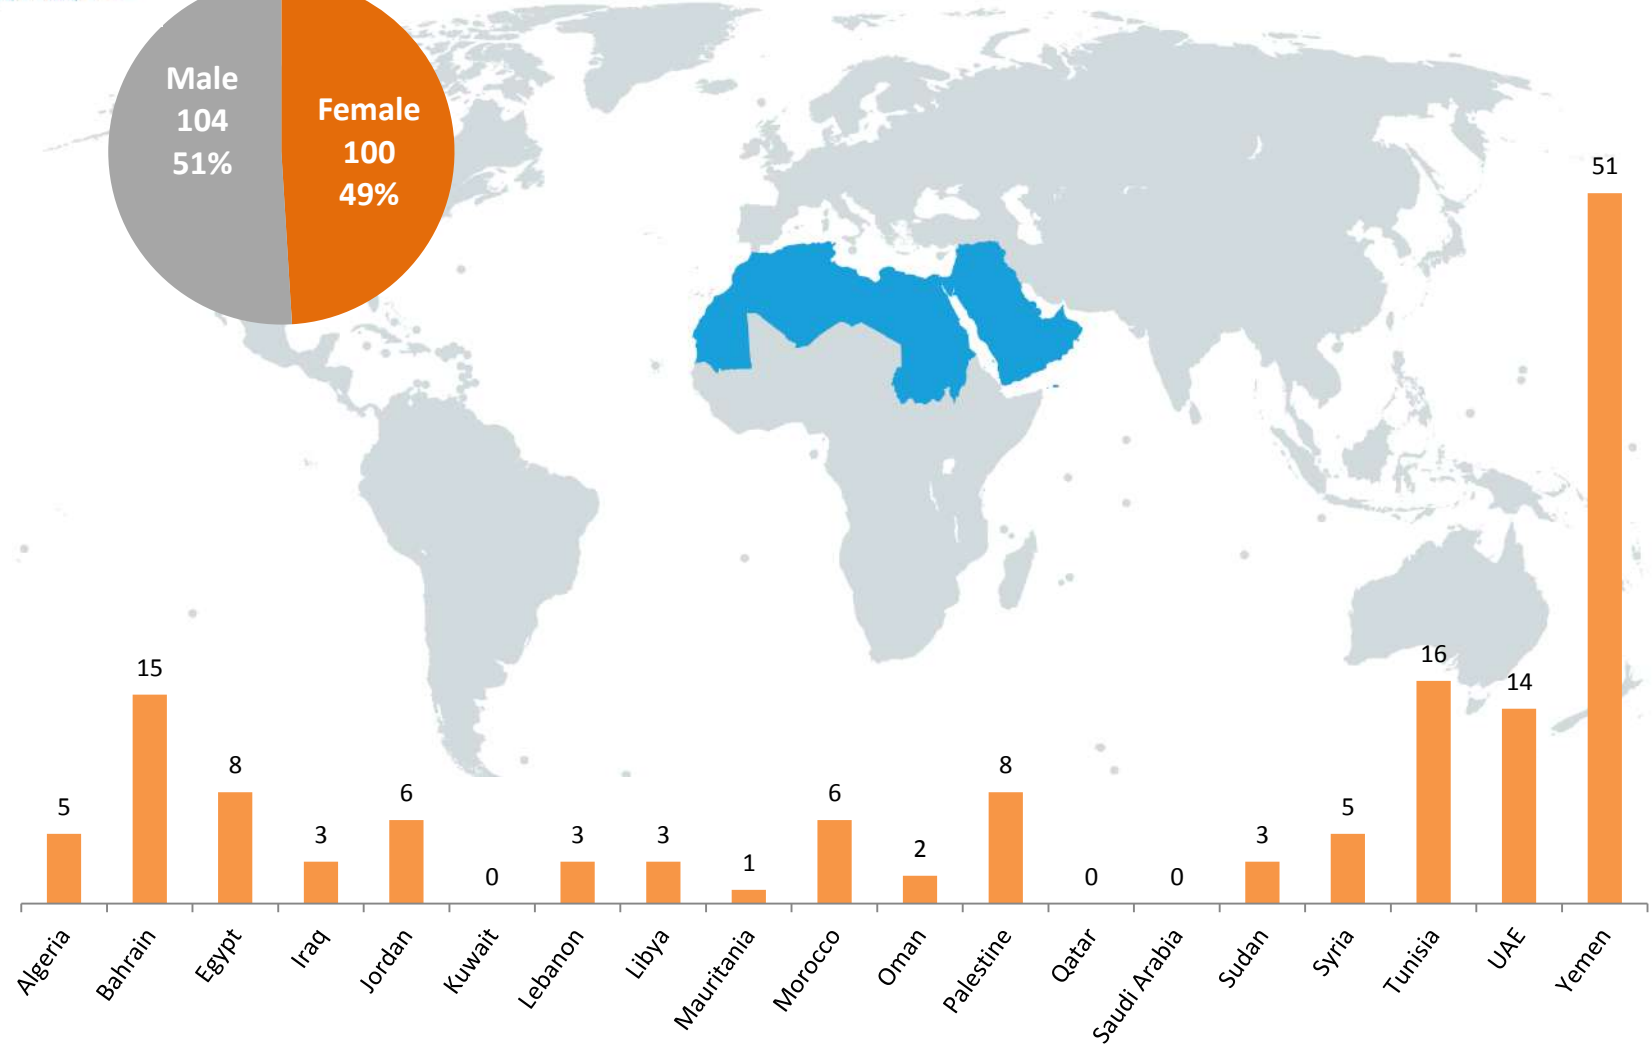 Male
104
51%
Female
100
49%
5
15
8
3
6
0
3
3
1
6
2
8
0
0
3
5
16
14
51
Algeria
Bahrain
Egypt
Iraq
Jordan
Kuwait
Lebanon
Libya
Mauritania
Morocco
Oman
Palestine
Qatar
Saudi Arabia
Sudan
Syria
Tunisia
UAE
Yemen